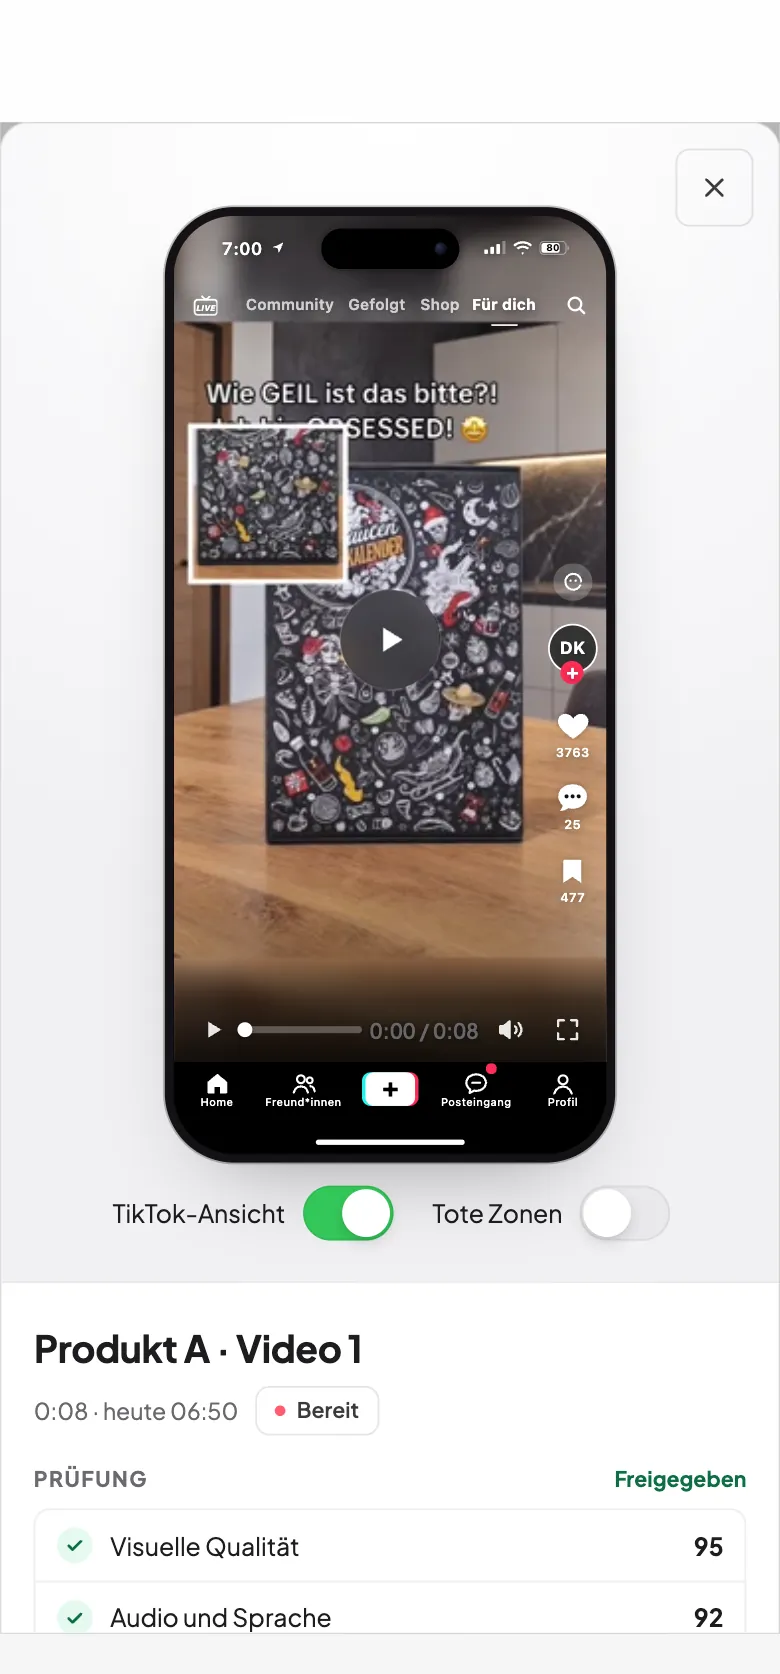 7:00
80
LIVE
Community Gefolgt Shop Für dich
Wie GEIL ist das bitte?!
OBSESSED! 🤩
KALENDER
DK
3763
25
477
0:00 / 0:08
Home Freund*innen Posteingang Profil
TikTok-Ansicht Tote Zonen
Produkt A · Video 1
0:08 · heute 06:50 Bereit
PRÜFUNG Freigegeben
Visuelle Qualität 95
Audio und Sprache 92